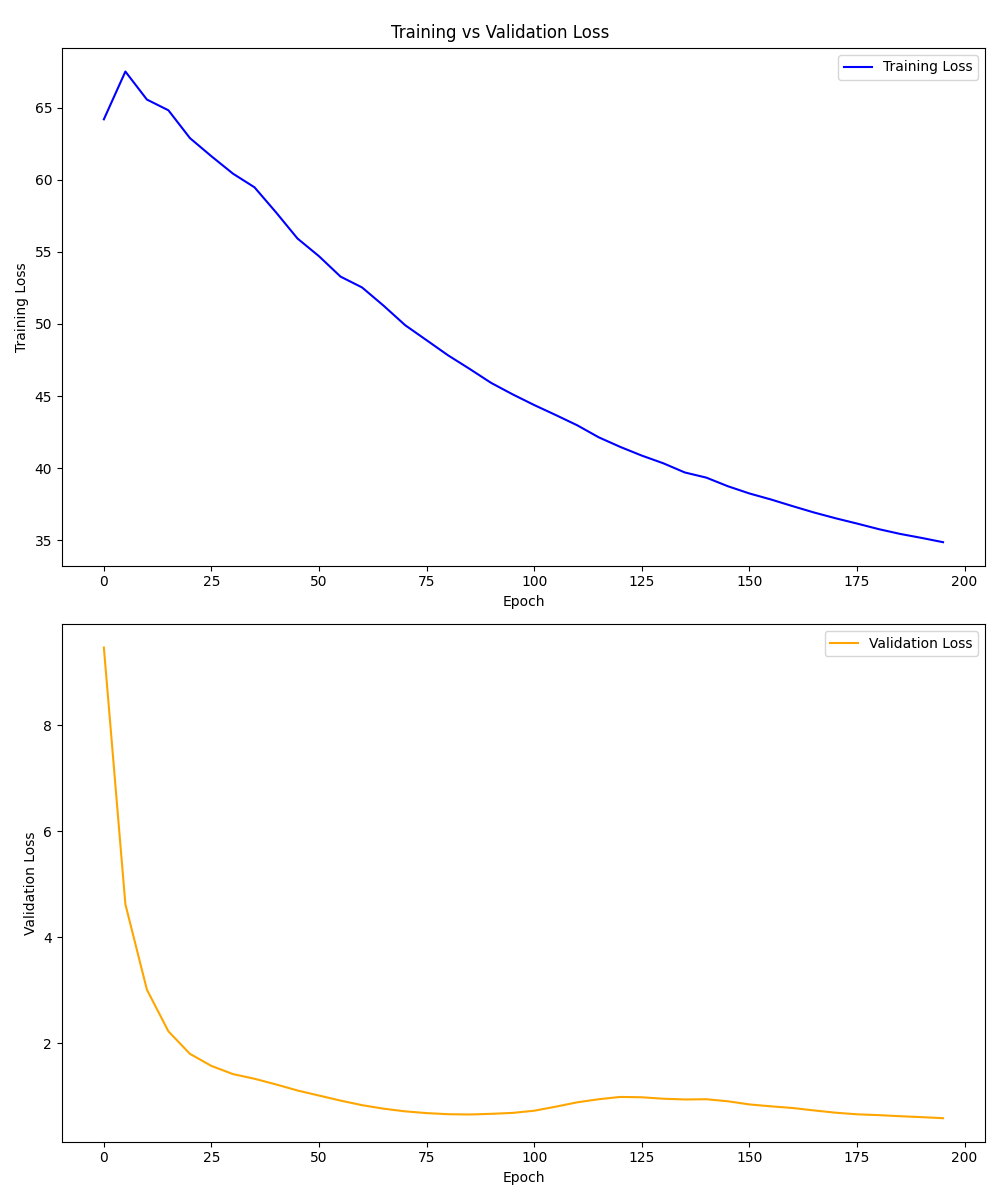 Training vs Validation Loss
Training Loss
65
60
55
50
45
40
35
Training Loss
0 25 50 75 100 125 150 175 200
Epoch
Validation Loss
8
6
4
2
Validation Loss
0 25 50 75 100 125 150 175 200
Epoch